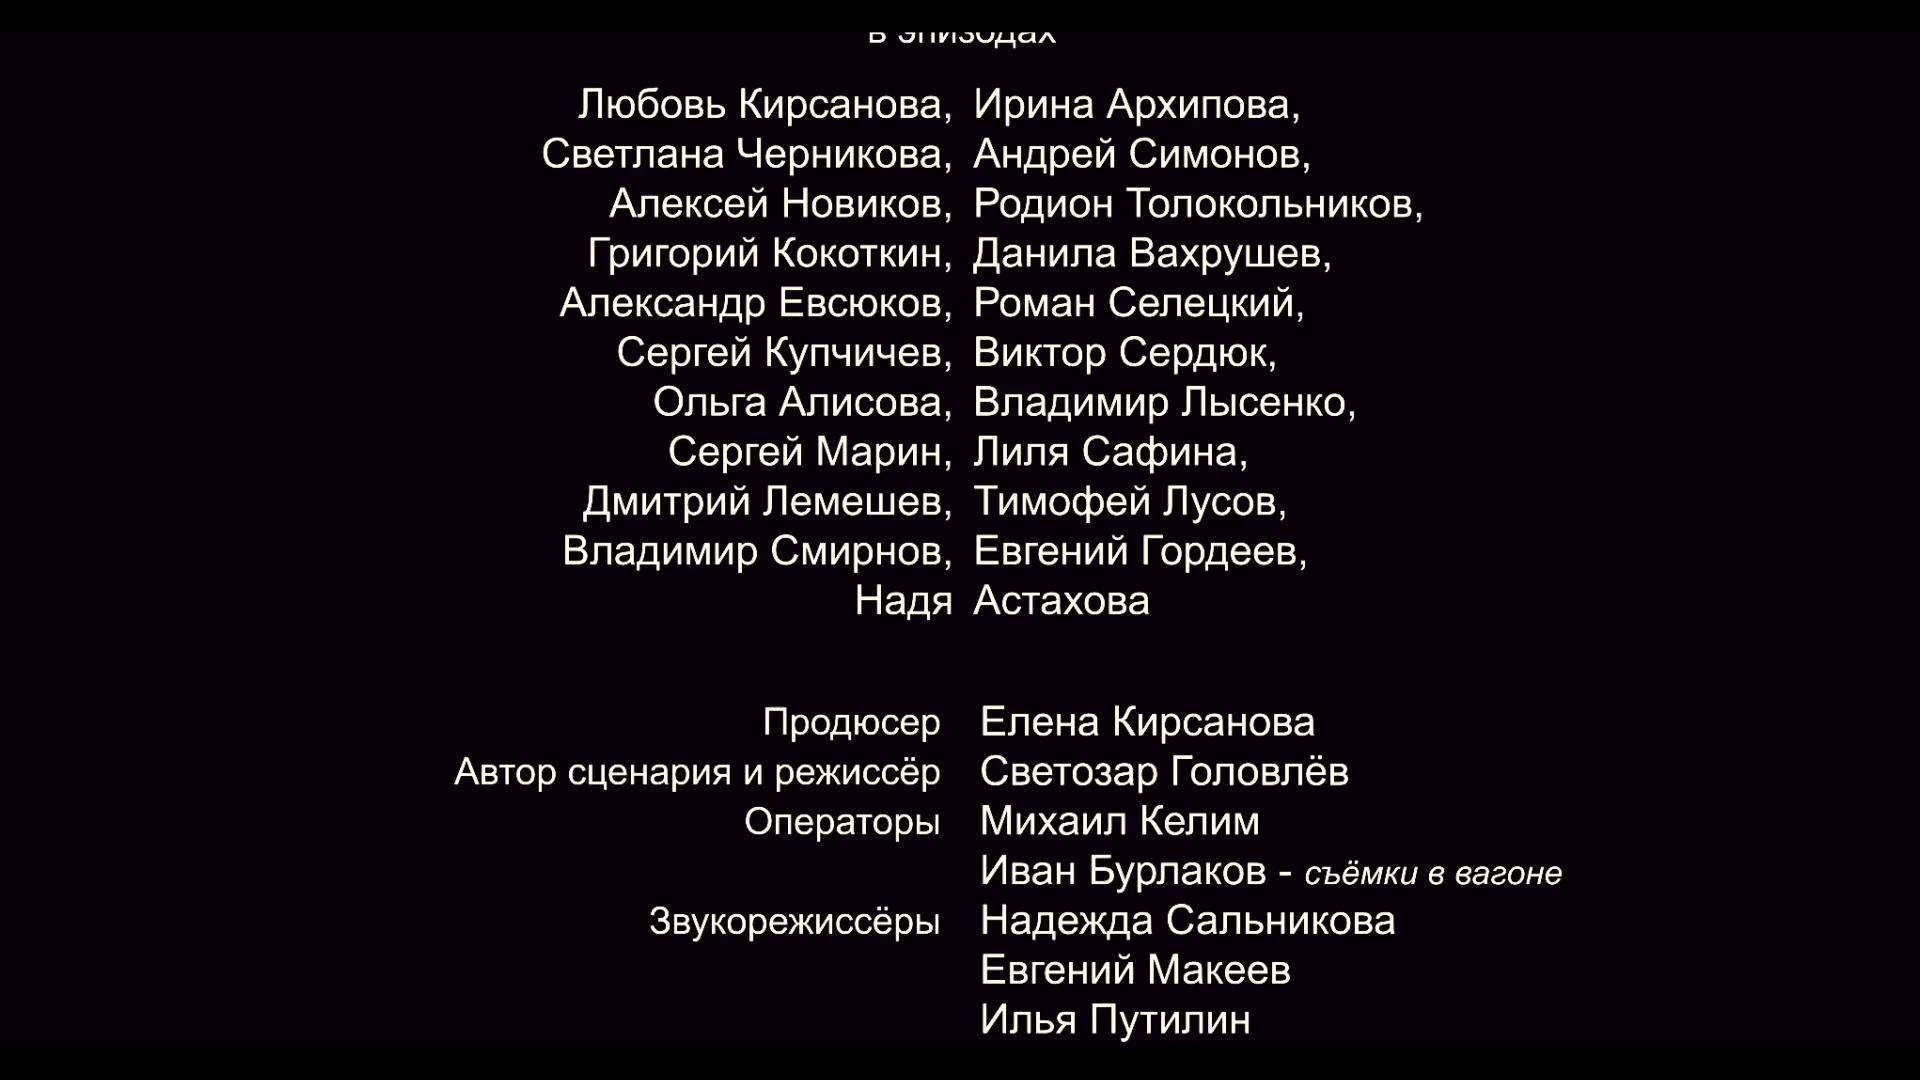 в эпизодах
Любовь Кирсанова, Ирина Архипова,
Светлана Черникова, Андрей Симонов,
Алексей Новиков, Родион Толокольников,
Григорий Кокоткин, Данила Вахрушев,
Александр Евсюков, Роман Селецкий,
Сергей Купчичев, Виктор Сердюк,
Ольга Алисова, Владимир Лысенко,
Сергей Марин, Лиля Сафина,
Дмитрий Лемешев, Тимофей Лусов,
Владимир Смирнов, Евгений Гордеев,
Надя Астахова
Продюсер Елена Кирсанова
Автор сценария и режиссёр Светозар Головлёв
Операторы Михаил Келим
Иван Бурлаков - съёмки в вагоне
Звукорежиссёры Надежда Сальникова
Евгений Макеев
Илья Путилин